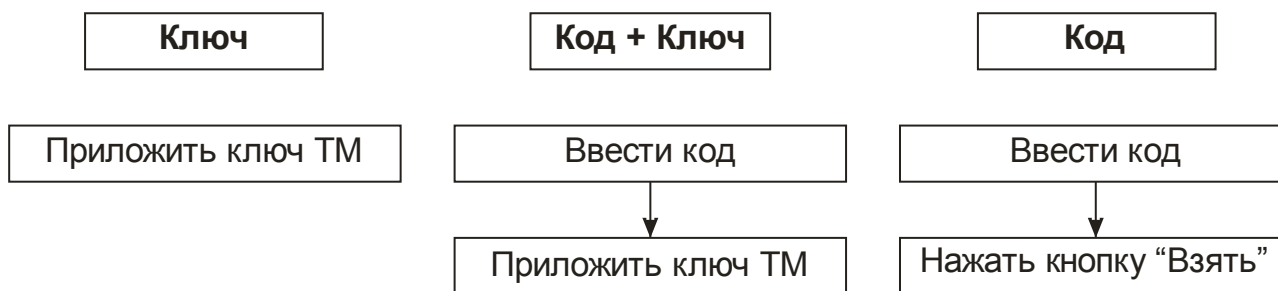 Ключ
Код + Ключ
Код
Приложить ключ ТМ
Ввести код
Ввести код
Приложить ключ ТМ
Нажать кнопку “Взять”